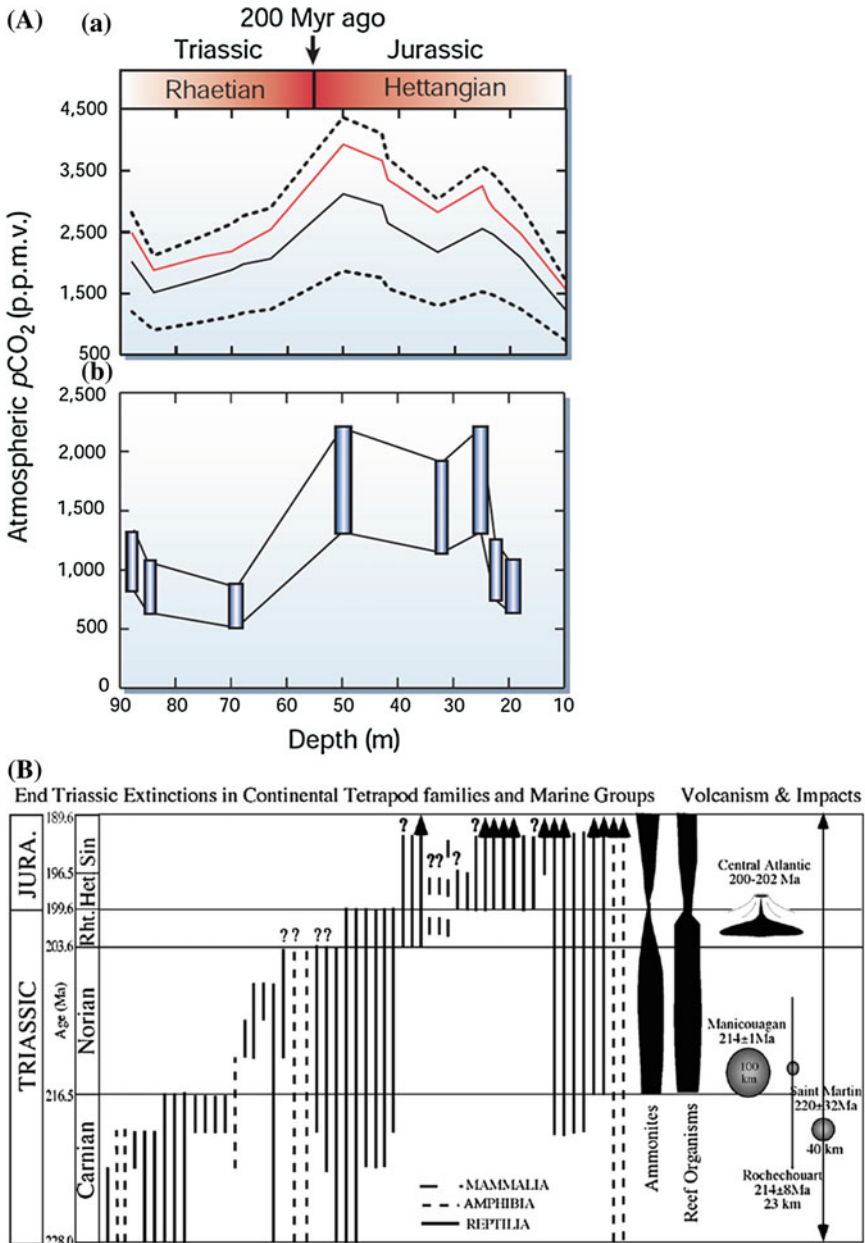 (A)
(a)
200 Myr ago
Triassic
Jurassic
Rhaetian
Hettangian
Atmospheric pCO2 (p.p.m.v.)
4,500
3,500
2,500
1,500
500
(b)
2,500
2,000
1,500
1,000
500
0
90 80 70 60 50 40 30 20 10
Depth (m)
(B)
End Triassic Extinctions in Continental Tetrapod families and Marine Groups
Volcanism & Impacts
JURA.
TRIASSIC
Age (Ma)
189.6
196.5
199.6
203.6
216.5
228.0
Sin
Het.
Rht.
Norian
Carnian
? ? ? ? ? ? ?
? ? ? ?
Central Atlantic
200-202 Ma
Manicouagan
214±1Ma
100
km
Saint Martin
220±32Ma
40 km
Rochechouart
214±8Ma
23 km
Ammonites
Reef Organisms
MAMMALIA
AMPHIBIA
REPTILIA